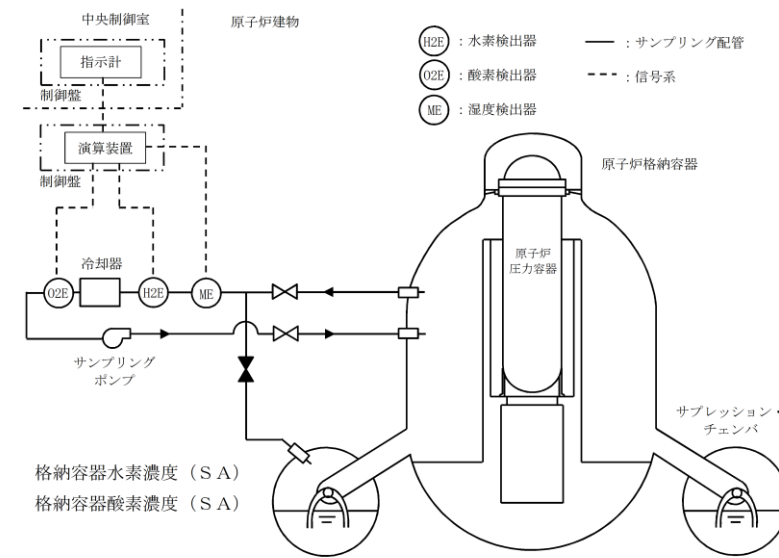 中央制御室
原子炉建物
指示計
制御盤
演算装置
制御盤
H2E ：水素検出器
O2E ：酸素検出器
ME ：湿度検出器
：サンプリング配管
：信号系
原子炉格納容器
原子炉
圧力容器
冷却器
O2E
H2E
ME
サンプリング
ポンプ
サプレッション・
チェンバ
格納容器水素濃度（ＳＡ）
格納容器酸素濃度（ＳＡ）